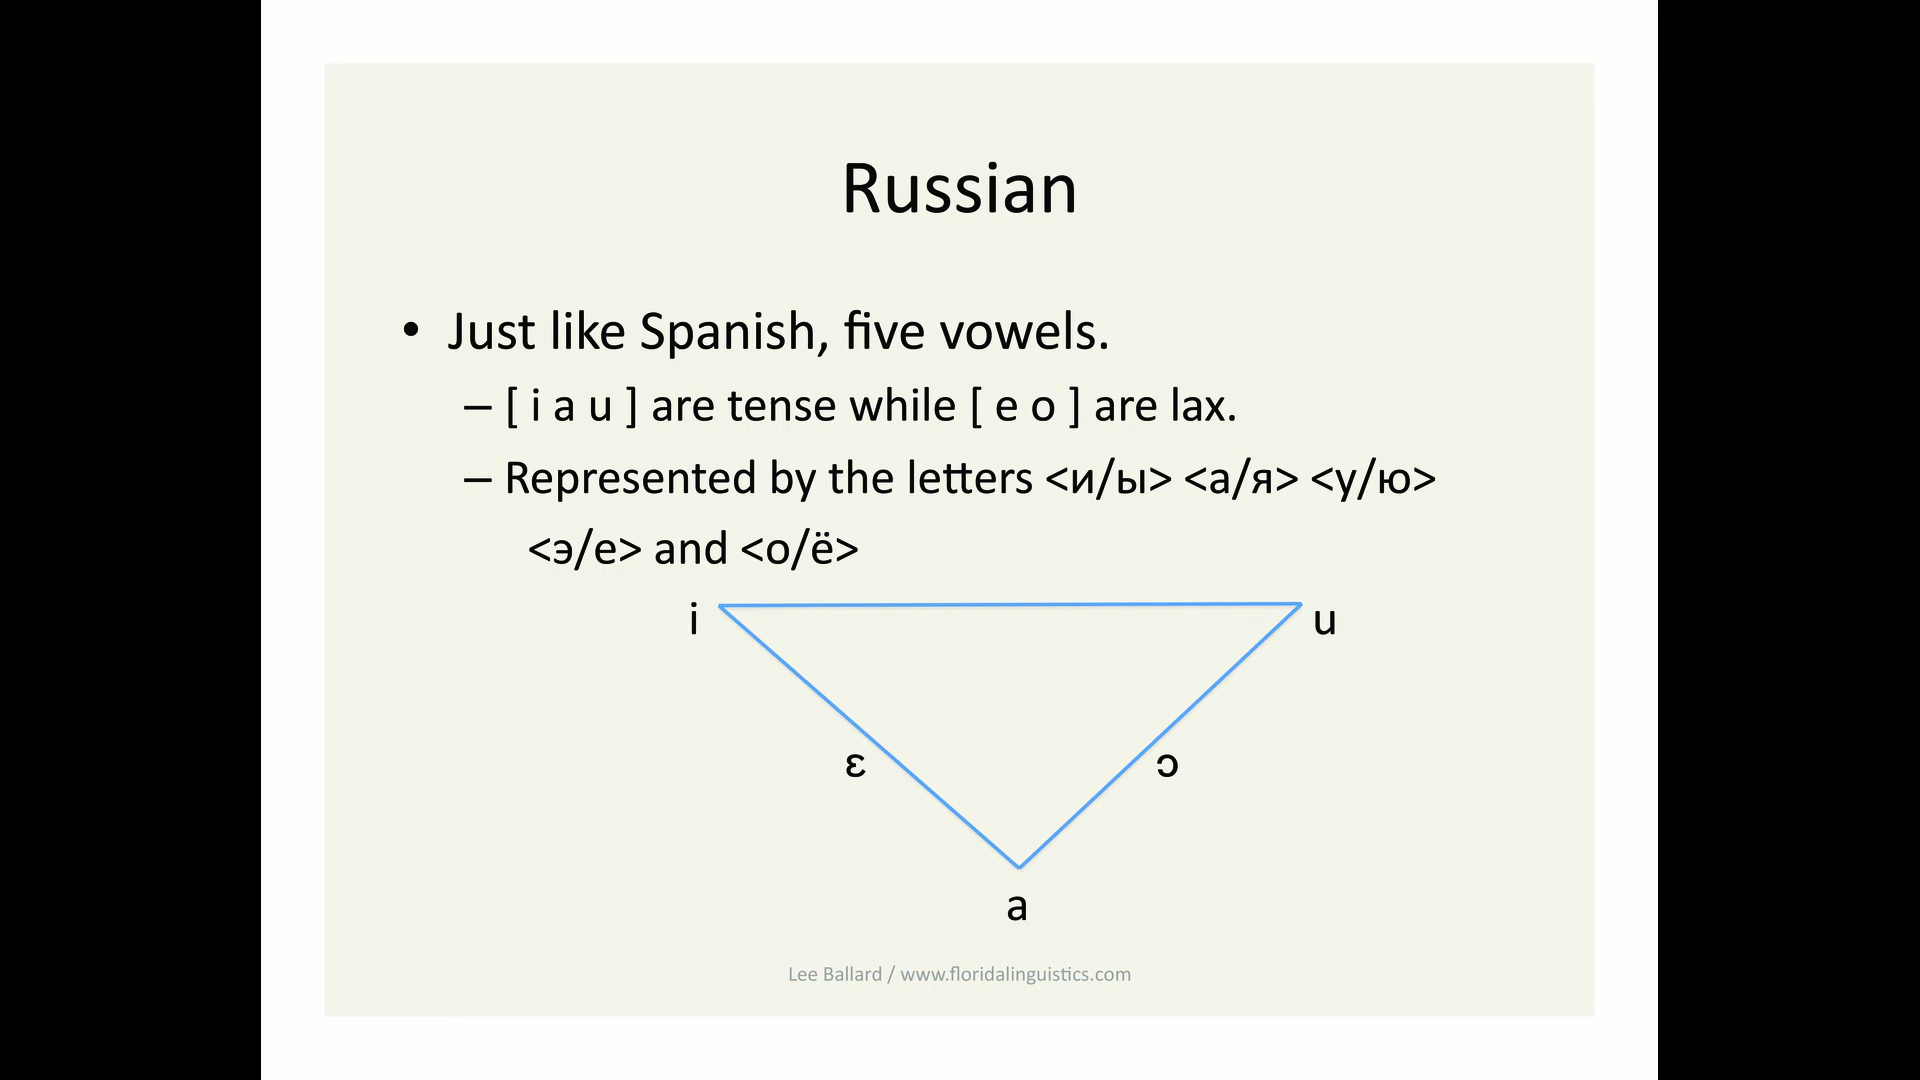 Russian
• Just like Spanish, five vowels.
– [ i a u ] are tense while [ e o ] are lax.
– Represented by the letters <и/ы> <а/я> <у/ю>
<э/е> and <о/ё>
i u
ɛ ɔ
a
Lee Ballard / www.floridalinguistics.com